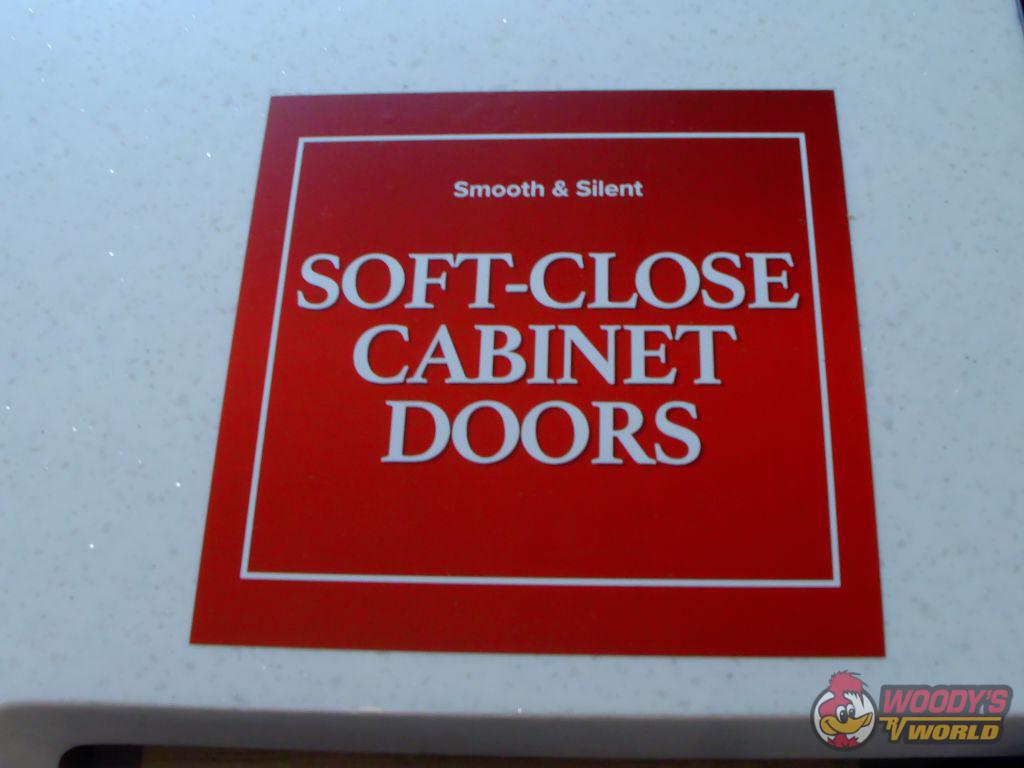 Smooth & Silent
SOFT-CLOSE
CABINET
DOORS
WOODY'S
RV WORLD